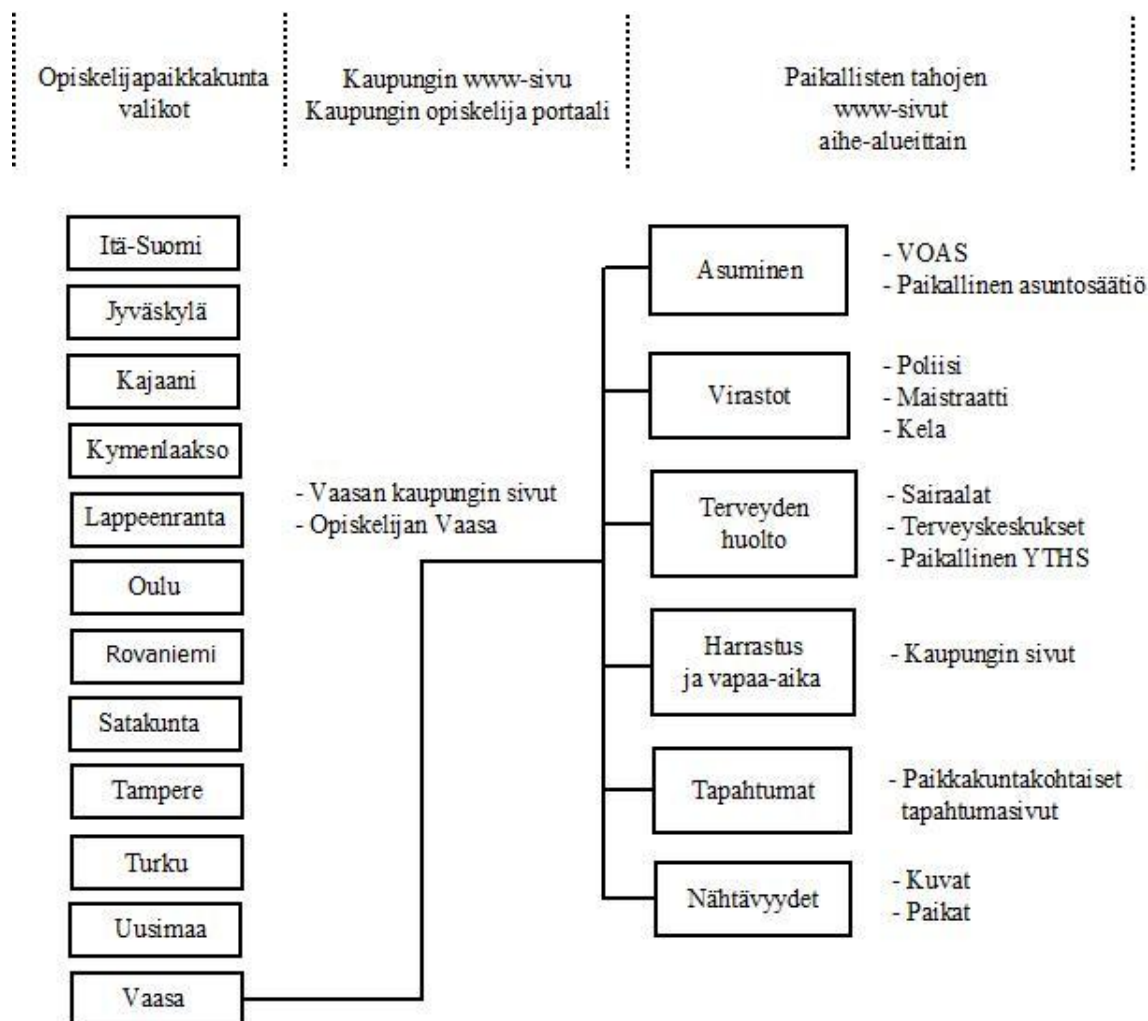 Opiskelijapaikkakunta
valikot
Kaupungin www-sivu
Kaupungin opiskelija portaali
Paikallisten tahojen
www-sivut
aihe-alueittain
Itä-Suomi
Jyväskylä
Kajaani
Kymenlaakso
Lappeenranta
Oulu
Rovaniemi
Satakunta
Tampere
Turku
Uusimaa
Vaasa
- Vaasan kaupungin sivut
- Opiskelijan Vaasa
Asuminen
- VOAS
- Paikallinen asuntosäätiö
Virastot
- Poliisi
- Maistraatti
- Kela
Terveyden
huolto
- Sairaalat
- Terveyskeskukset
- Paikallinen YTHS
Harrastus
ja vapaa-aika
- Kaupungin sivut
Tapahtumat
- Paikkakuntakohtaiset
tapahtumasivut
Nähtävyydet
- Kuvat
- Paikat